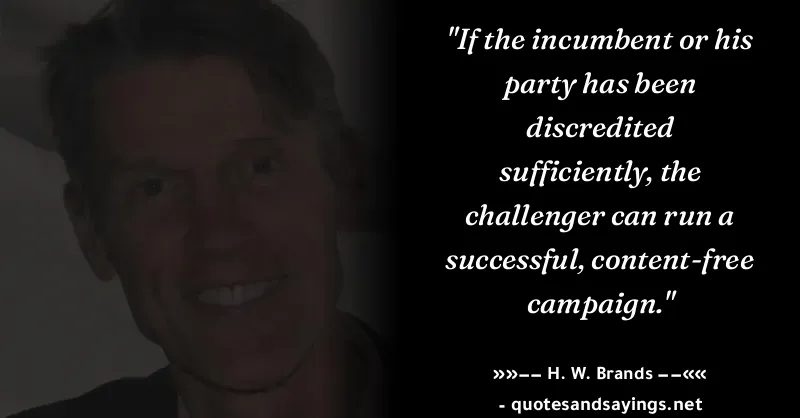 "If the incumbent or his
party has been
discredited
sufficiently, the
challenger can run a
successful, content-free
campaign."
»»–– H. W. Brands ––««
- quotesandsayings.net